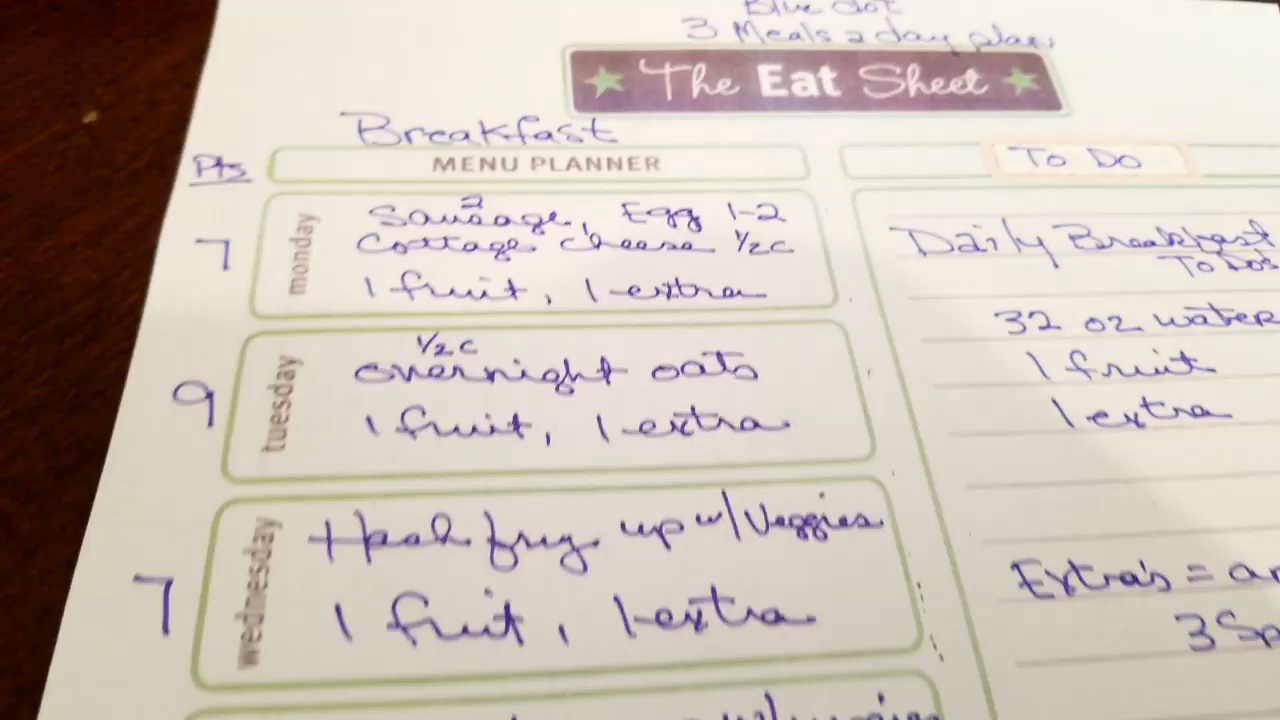 Blue dot
3 Meals a day plan
The Eat Sheet
Breakfast
Pts
MENU PLANNER
TO DO
7
monday
2
Sausage, Egg 1-2
Cottage cheese 1/2c
1 fruit, 1 extra
9
tuesday
1/2 c
overnight oats
1 fruit, 1 extra
7
wednesday
Hash fry up w/Veggies
1 fruit, 1 extra
Daily Breakfast
To Dos
32 oz water
1 fruit
1 extra
Extra's =
3